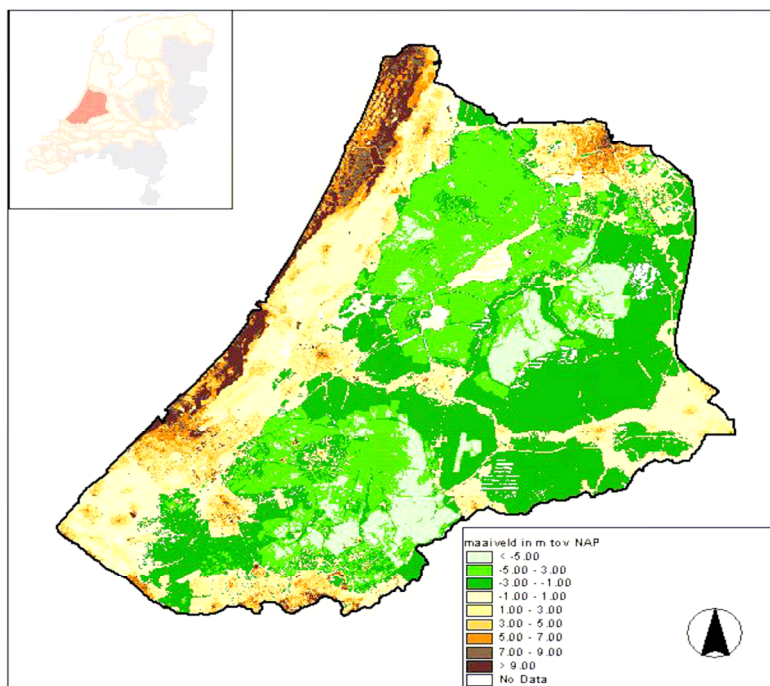 maaiveld in m tov NAP
< -5.00
-5.00 - 3.00
-3.00 - -1.00
-1.00 - 1.00
1.00 - 3.00
3.00 - 5.00
5.00 - 7.00
7.00 - 9.00
> 9.00
No Data